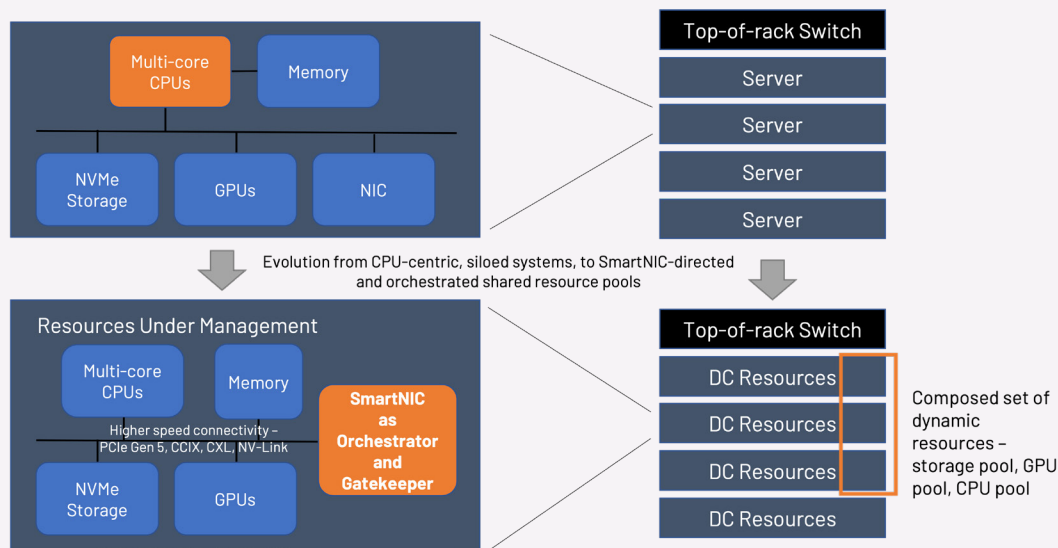 Multi-core
CPUs
Memory
NVMe
Storage
GPUs
NIC
Top-of-rack Switch
Server
Server
Server
Server
Evolution from CPU-centric, siloed systems, to SmartNIC-directed
and orchestrated shared resource pools
Resources Under Management
Multi-core
CPUs
Memory
Higher speed connectivity –
PCIe Gen 5, CCIX, CXL, NV-Link
SmartNIC
as
Orchestrator
and
Gatekeeper
NVMe
Storage
GPUs
Top-of-rack Switch
DC Resources
DC Resources
DC Resources
DC Resources
Composed set of
dynamic
resources –
storage pool, GPU
pool, CPU pool